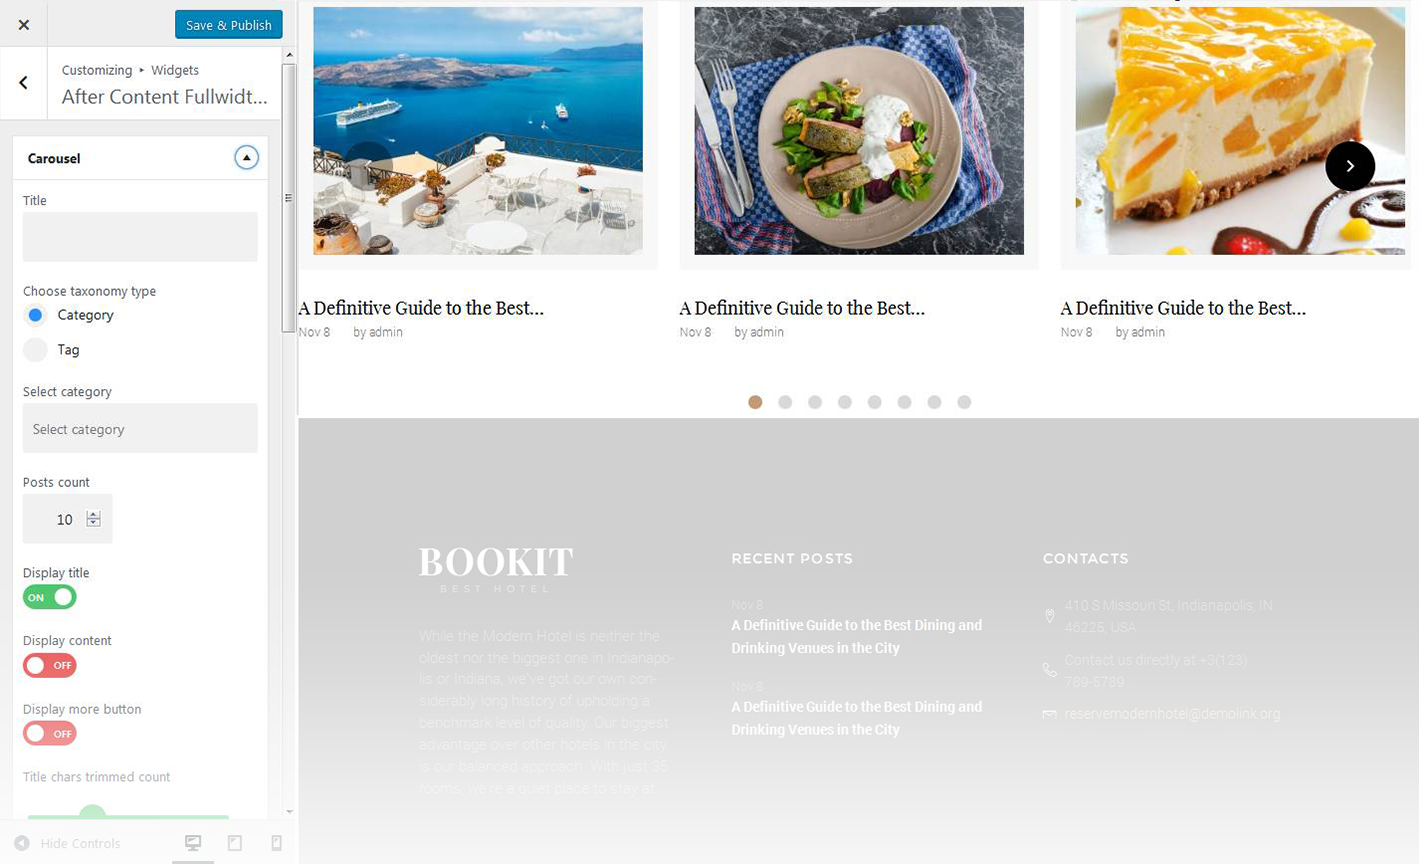 Save & Publish
Customizing ▸ Widgets
After Content Fullwidt...
Carousel
Title
Choose taxonomy type
Category
Tag
Select category
Select category
Posts count
10
Display title
ON
Display content
OFF
Display more button
OFF
Title chars trimmed count
Hide Controls
A Definitive Guide to the Best...
Nov 8 by admin
A Definitive Guide to the Best...
Nov 8 by admin
A Definitive Guide to the Best...
Nov 8 by admin
BOOKIT
BEST HOTEL
While the Modern Hotel is neither the
oldest nor the biggest one in Indianapo-
lis or Indiana, we've got our own con-
siderably long history of upholding a
benchmark level of quality. Our biggest
advantage over other hotels in the city
is our balanced approach. With just 35
rooms, we're a quiet place to stay at.
RECENT POSTS
Nov 8
A Definitive Guide to the Best Dining and
Drinking Venues in the City
Nov 8
A Definitive Guide to the Best Dining and
Drinking Venues in the City
CONTACTS
410 S Missouri St, Indianapolis, IN
46225, USA
Contact us directly at +3(123)
789-5789
reservemodernhotel@demolink.org